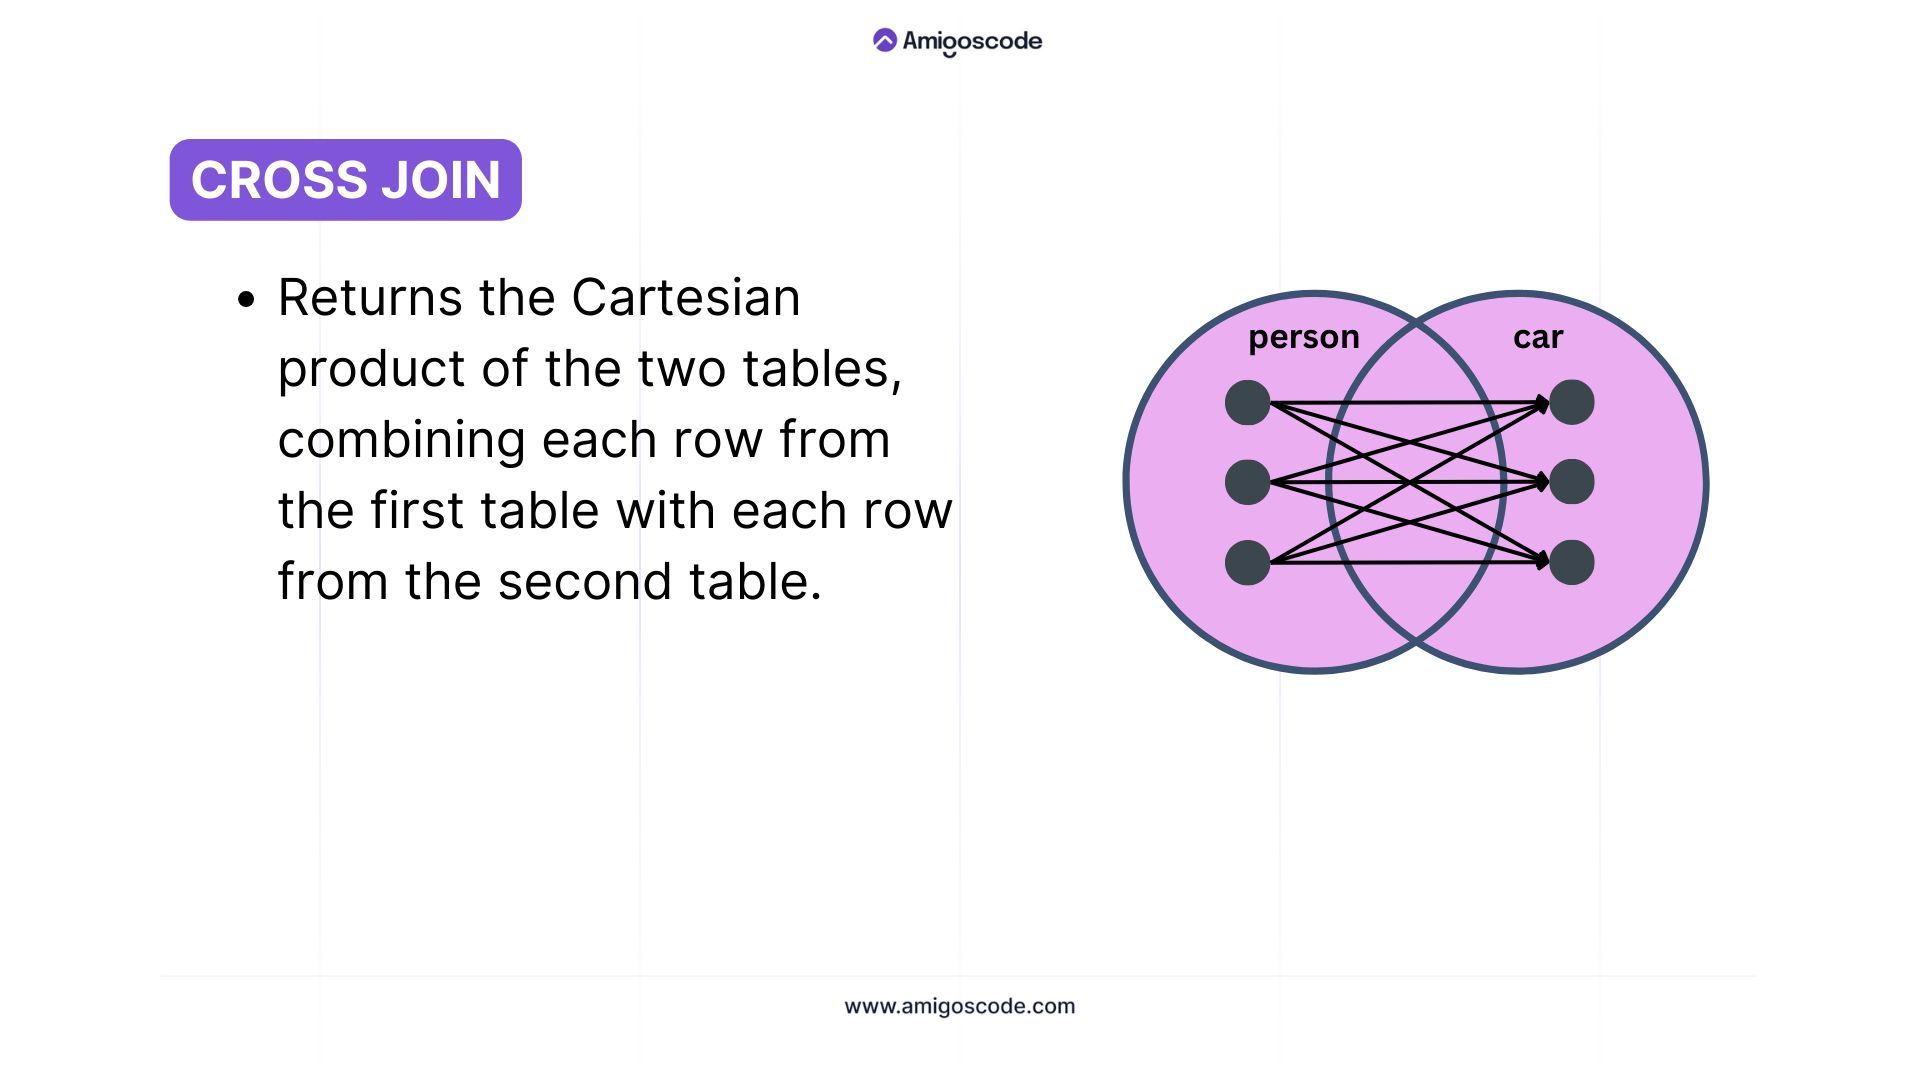 Amigoscode
CROSS JOIN
• Returns the Cartesian
product of the two tables,
combining each row from
the first table with each row
from the second table.
person
car
www.amigoscode.com